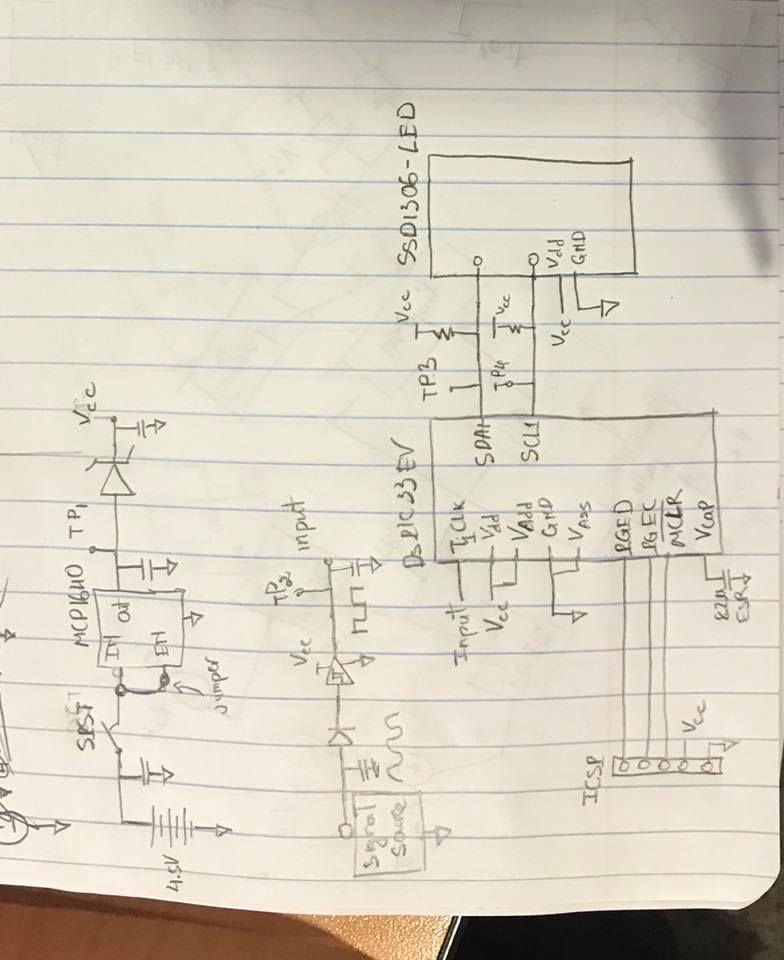 4.5V
SPST
Jumper
MCP1640
IN
Out
EN
TP1
Vcc
Signal
Source
Vcc
TP2
input
DsPIC33EV
Input
T1CLK
Vcc
Vdd
VAdd
GND
VASS
PGED
PGEC
MCLR
VCAP
ESR
ICSP
Vcc
SDA1
SCL1
TP3
Vcc
TP4
Vcc
SSD1306-LED
Vcc
Vdd
GND